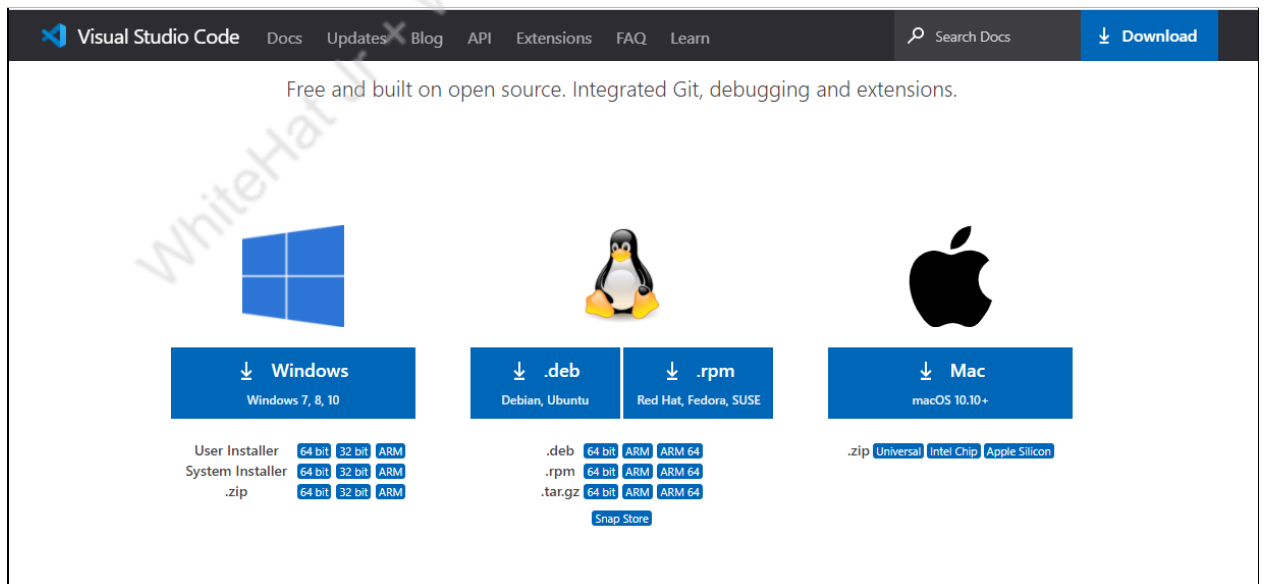 Visual Studio Code Docs Updates Blog API Extensions FAQ Learn Search Docs Download
Free and built on open source. Integrated Git, debugging and extensions.
WhiteHat Jr
Windows
Windows 7, 8, 10
.deb
Debian, Ubuntu
.rpm
Red Hat, Fedora, SUSE
Mac
macOS 10.10+
User Installer 64 bit 32 bit ARM
System Installer 64 bit 32 bit ARM
.zip 64 bit 32 bit ARM
.deb 64 bit ARM ARM 64
.rpm 64 bit ARM ARM 64
.tar.gz 64 bit ARM ARM 64
Snap Store
.zip Universal Intel Chip Apple Silicon